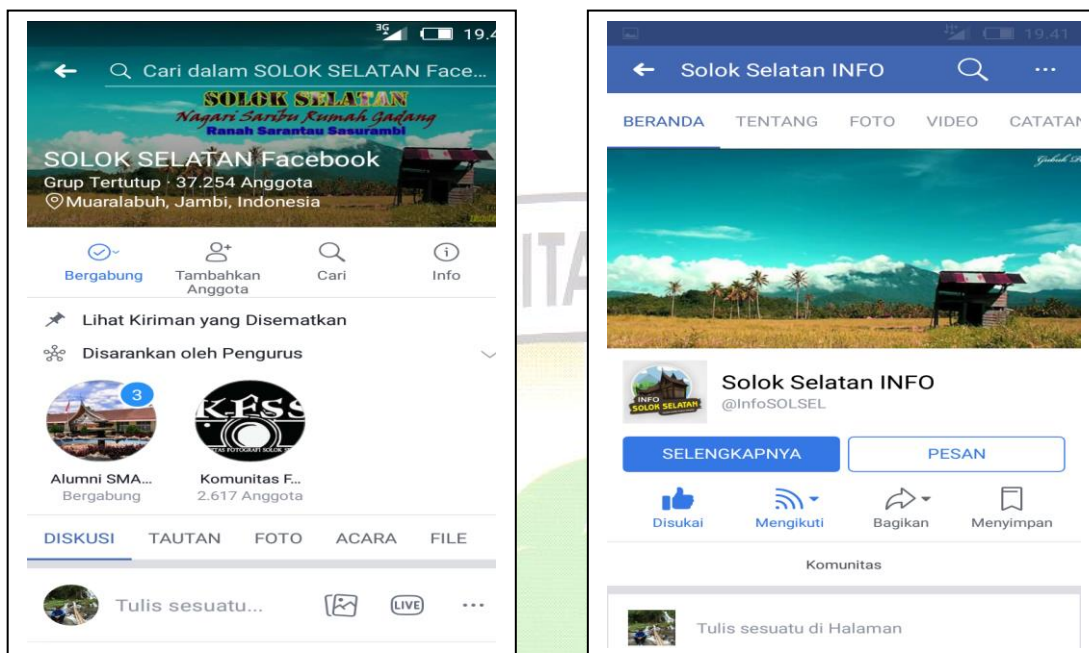 3G 19.4
Cari dalam SOLOK SELATAN Face...
SOLOK SELATAN
Nagari Saribu Rumah Gadang
Ranah Sarantau Sasurambi
SOLOK SELATAN Facebook
Grup Tertutup · 37.254 Anggota
Muaralabuh, Jambi, Indonesia
Bergabung Tambahkan Anggota Cari Info
Lihat Kiriman yang Disematkan
Disarankan oleh Pengurus
3
KFSS
Alumni SMA... Komunitas F...
Bergabung 2.617 Anggota
DISKUSI TAUTAN FOTO ACARA FILE
Tulis sesuatu... LIVE
ITA
19.41
Solok Selatan INFO
BERANDA TENTANG FOTO VIDEO CATATAN
INFO
SOLOK SELATAN
Solok Selatan INFO
@InfoSOLSEL
SELENGKAPNYA PESAN
Disukai Mengikuti Bagikan Menyimpan
Komunitas
Tulis sesuatu di Halaman